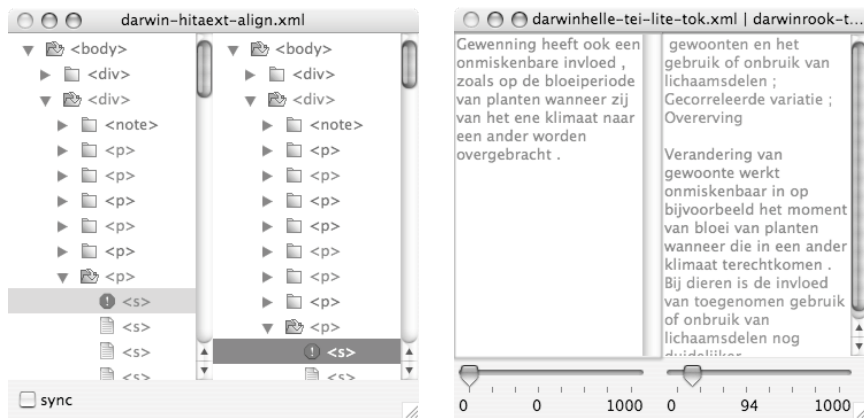 darwin-hitaext-align.xml
<body>
<div>
<div>
<note>
<p>
<p>
<p>
<p>
<p>
<p>
<s>
<s>
<s>
<s>
<body>
<div>
<div>
<note>
<p>
<p>
<p>
<p>
<p>
<p>
<p>
<p>
<s>
<s>
sync
darwinhelle-tei-lite-tok.xml | darwinrook-t...
Gewenning heeft ook een
onmiskenbare invloed ,
zoals op de bloeiperiode
van planten wanneer zij
van het ene klimaat naar
een ander worden
overgebracht .
gewoonten en het
gebruik of onbruik van
lichaamsdelen ;
Gecorreleerde variatie ;
Overerving
Verandering van
gewoonte werkt
onmiskenbaar in op
bijvoorbeeld het moment
van bloei van planten
wanneer die in een ander
klimaat terechtkomen .
Bij dieren is de invloed
van toegenomen gebruik
of onbruik van
lichaamsdelen nog
duidelijker
0 0 1000
0 94 1000